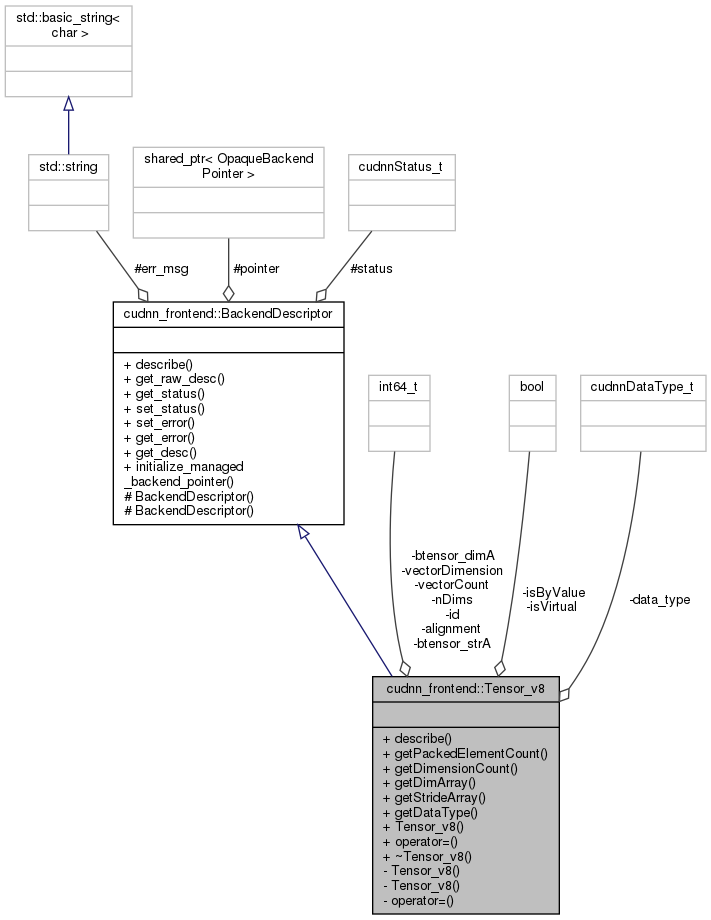 std::basic_string<
char >
std::string
shared_ptr< OpaqueBackend
Pointer >
cudnnStatus_t
#err_msg
#pointer
#status
cudnn_frontend::BackendDescriptor
+ describe()
+ get_raw_desc()
+ get_status()
+ set_status()
+ set_error()
+ get_error()
+ get_desc()
+ initialize_managed
_backend_pointer()
# BackendDescriptor()
# BackendDescriptor()
int64_t
bool
cudnnDataType_t
-btensor_dimA
-vectorDimension
-vectorCount
-nDims
-id
-alignment
-btensor_strA
-isByValue
-isVirtual
-data_type
cudnn_frontend::Tensor_v8
+ describe()
+ getPackedElementCount()
+ getDimensionCount()
+ getDimArray()
+ getStrideArray()
+ getDataType()
+ Tensor_v8()
+ operator=()
+ ~Tensor_v8()
- Tensor_v8()
- Tensor_v8()
- operator=()